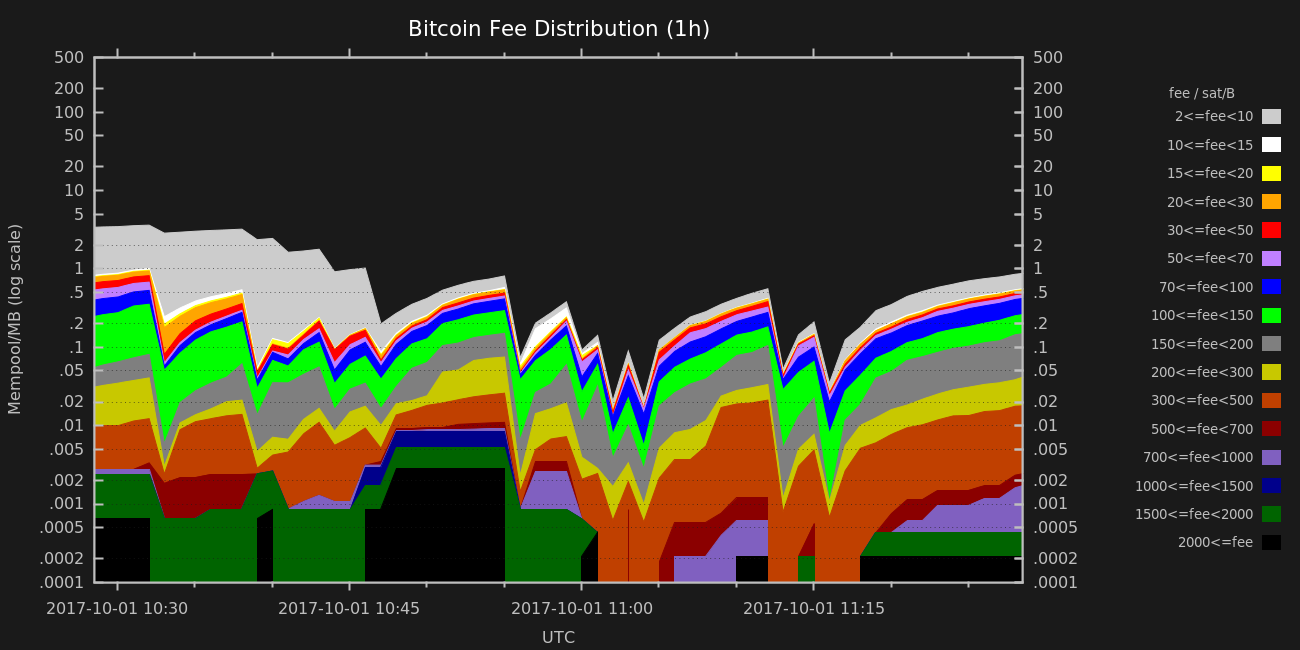 Bitcoin Fee Distribution (1h)
Mempool/MB (log scale)
500
200
100
50
20
10
5
2
1
.5
.2
.1
.05
.02
.01
.005
.002
.001
.0005
.0002
.0001
500
200
100
50
20
10
5
2
1
.5
.2
.1
.05
.02
.01
.005
.002
.001
.0005
.0002
.0001
2017-10-01 10:30
2017-10-01 10:45
2017-10-01 11:00
2017-10-01 11:15
UTC
fee / sat/B
2<=fee<10
10<=fee<15
15<=fee<20
20<=fee<30
30<=fee<50
50<=fee<70
70<=fee<100
100<=fee<150
150<=fee<200
200<=fee<300
300<=fee<500
500<=fee<700
700<=fee<1000
1000<=fee<1500
1500<=fee<2000
2000<=fee